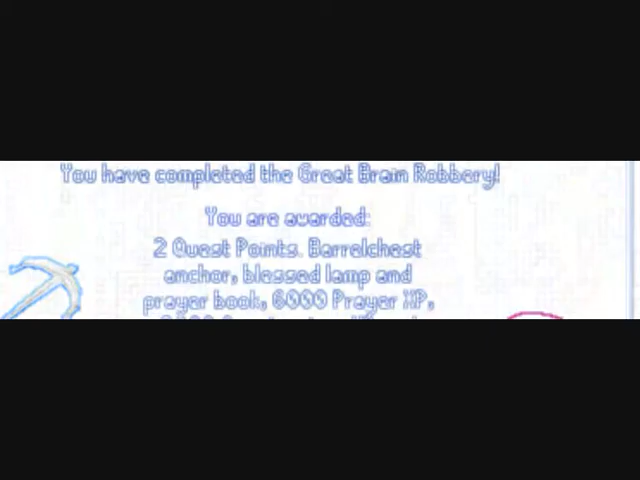 You have completed the Great Brain Robbery!
You are awarded:
2 Quest Points. Barrelchest
anchor, blessed lamp and
prayer book, 6000 Prayer XP,